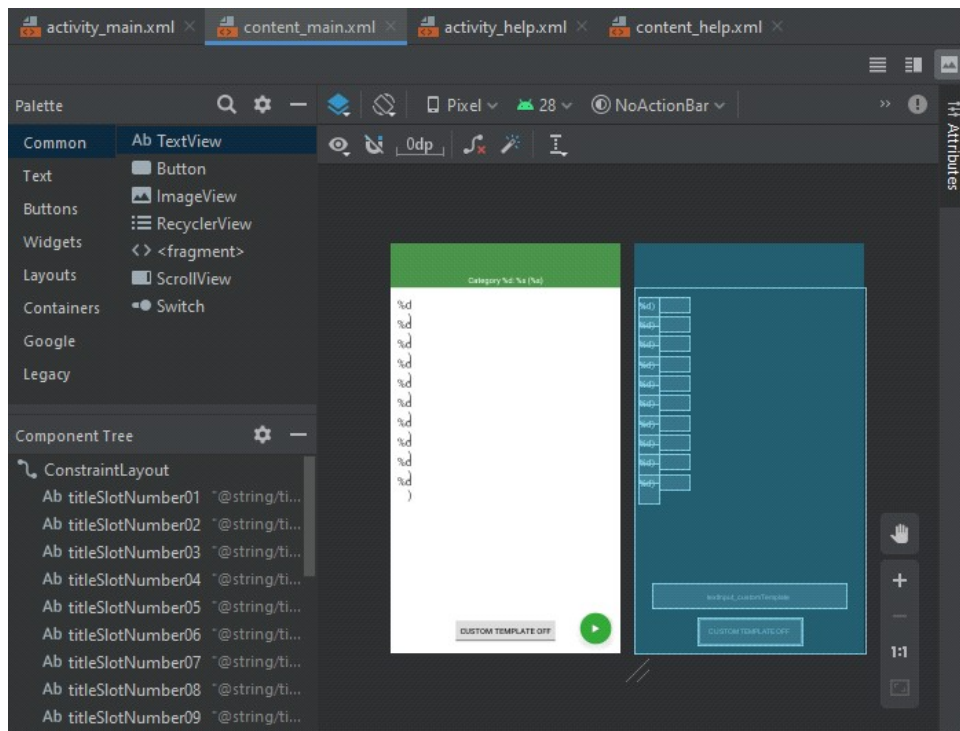 activity_main.xml
content_main.xml
activity_help.xml
content_help.xml
Palette
Pixel
28
NoActionBar
Attributes
Common
Text
Buttons
Widgets
Layouts
Containers
Google
Legacy
Ab TextView
Button
ImageView
RecyclerView
<fragment>
ScrollView
Switch
0dp
Category %d: %s (%s)
%d
)
%d
)
%d
)
%d
)
%d
)
%d
)
%d
)
%d
)
%d
)
%d
)
CUSTOM TEMPLATE OFF
%d)
%d)
%d)
%d)
%d)
%d)
%d)
%d)
%d)
%d)
textInput_customTemplate
CUSTOM TEMPLATE OFF
1:1
Component Tree
ConstraintLayout
Ab titleSlotNumber01 "@string/ti...
Ab titleSlotNumber02 "@string/ti...
Ab titleSlotNumber03 "@string/ti...
Ab titleSlotNumber04 "@string/ti...
Ab titleSlotNumber05 "@string/ti...
Ab titleSlotNumber06 "@string/ti...
Ab titleSlotNumber07 "@string/ti...
Ab titleSlotNumber08 "@string/ti...
Ab titleSlotNumber09 "@string/ti...